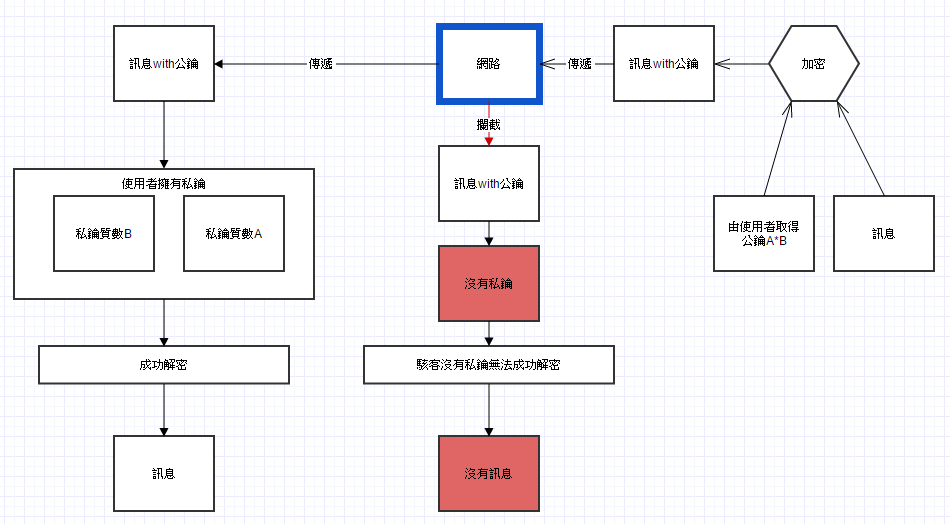 訊息with公鑰
傳遞
網路
傳遞
訊息with公鑰
加密
攔截
使用者擁有私鑰
私鑰質數B
私鑰質數A
訊息with公鑰
由使用者取得
公鑰A*B
訊息
沒有私鑰
成功解密
駭客沒有私鑰無法成功解密
訊息
沒有訊息